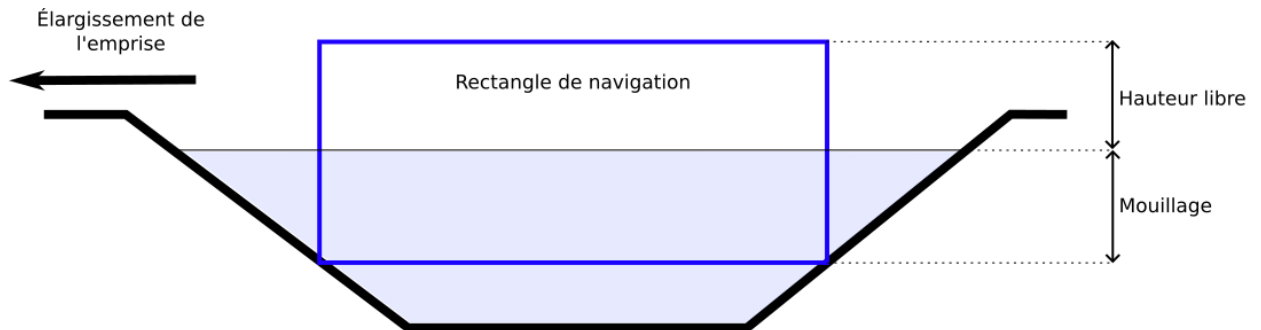 Élargissement de
l'emprise
Rectangle de navigation
Hauteur libre
Mouillage